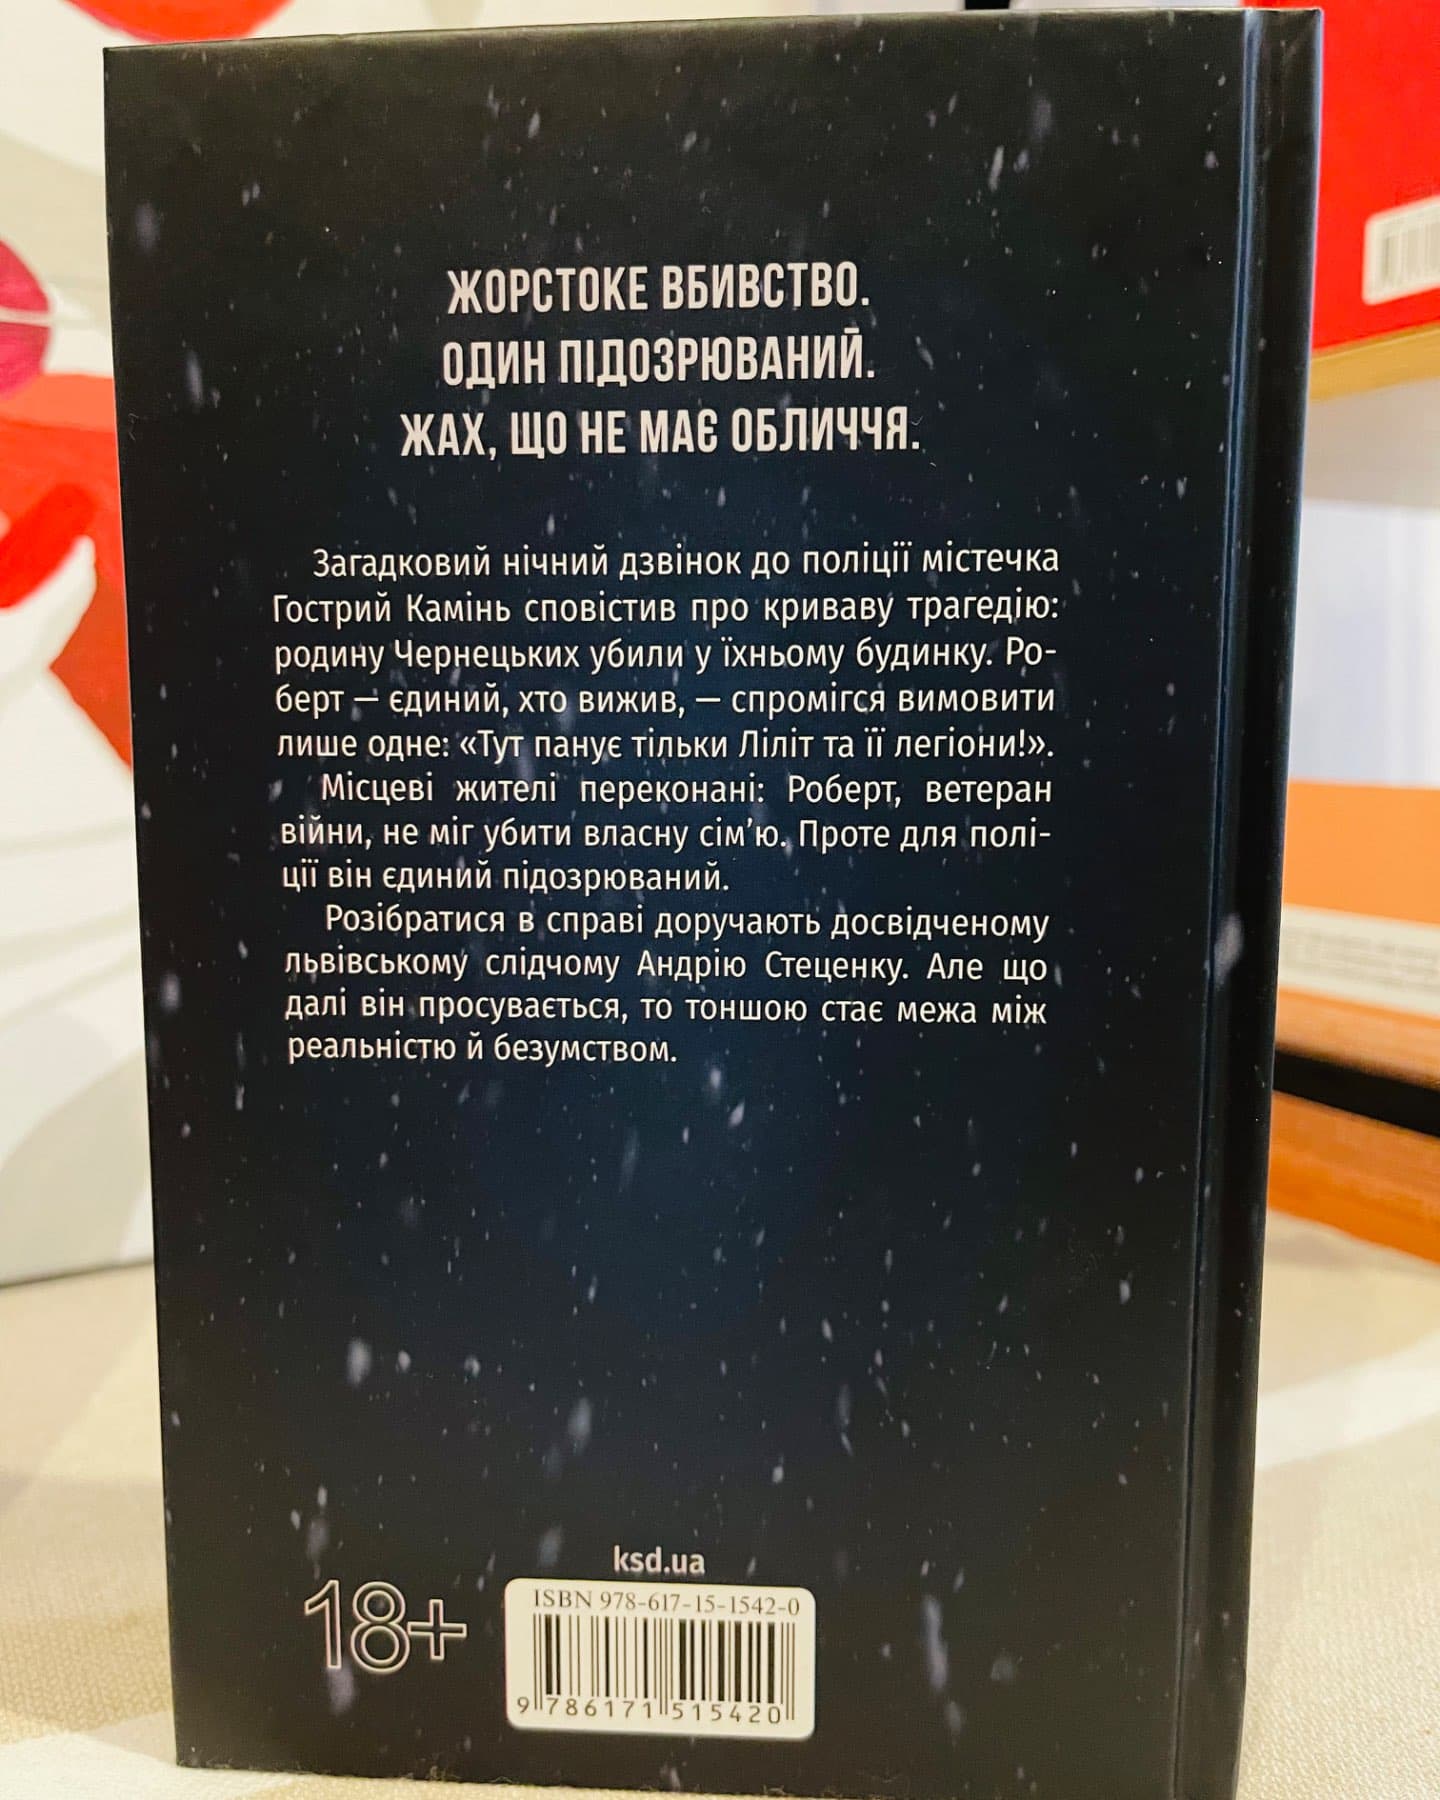 ЖОРСТОКЕ ВБИВСТВО.
ОДИН ПІДОЗРЮВАНИЙ.
ЖАХ, ЩО НЕ МАЄ ОБЛИЧЧЯ.
Загадковий нічний дзвінок до поліції містечка
Гострий Камінь сповістив про криваву трагедію:
родину Чернецьких убили у їхньому будинку. Ро-
берт — єдиний, хто вижив, — спромігся вимовити
лише одне: «Тут панує тільки Ліліт та її легіони!».
Місцеві жителі переконані: Роберт, ветеран
війни, не міг убити власну сім’ю. Проте для полі-
ції він єдиний підозрюваний.
Розібратися в справі доручають досвідченому
львівському слідчому Андрію Стеценку. Але що
далі він просувається, то тоншою стає межа між
реальністю й безумством.
ksd.ua
18+
ISBN 978-617-15-1542-0
9 786171 515420